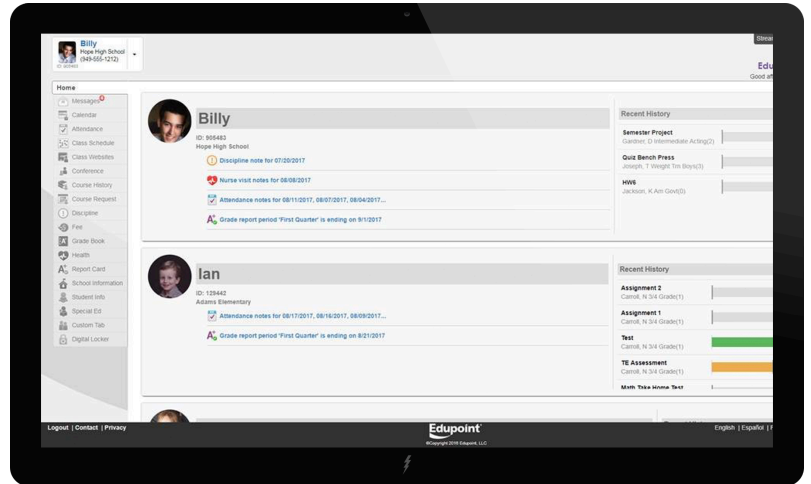 Billy
Hope High School
(949-555-1212)
Home
Messages
Calendar
Attendance
Class Schedule
Class Websites
Conference
Course History
Course Request
Discipline
Fee
Grade Book
Health
Report Card
School Information
Student Info
Special Ed
Custom Tab
Digital Locker
Edu
Good af
Billy
ID: 905483
Hope High School
Discipline note for 07/20/2017
Nurse visit notes for 08/08/2017
Attendance notes for 08/11/2017, 08/07/2017, 08/04/2017...
Grade report period 'First Quarter' is ending on 9/1/2017
Recent History
Semester Project
Gardner, D Intermediate Acting(2)
Quiz Bench Press
Joseph, T Weight Trn Boys(3)
HW6
Jackson, K Am Govt(0)
Ian
ID: 129442
Adams Elementary
Attendance notes for 08/17/2017, 08/16/2017, 08/09/2017...
Grade report period 'First Quarter' is ending on 8/21/2017
Recent History
Assignment 2
Carroll, N 3/4 Grade(1)
Assignment 1
Carroll, N 3/4 Grade(1)
Test
Carroll, N 3/4 Grade(1)
TE Assessment
Carroll, N 3/4 Grade(1)
Math Take Home Test
Logout | Contact | Privacy
Edupoint
©Copyright 2018 Edupoint, LLC
English | Español |